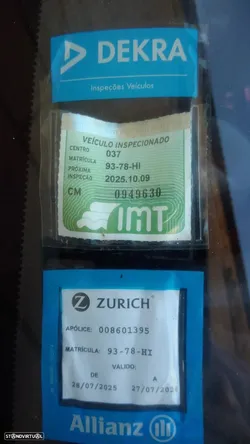 DEKRA
Inspeções Veículos
VEÍCULO INSPECIONADO
CENTRO 037
MATRÍCULA 93-78-HI
PRÓXIMA
INSPEÇÃO 2025.10.09
CM 0949630
IMT
ZURICH
APÓLICE: 008601395
MATRÍCULA: 93-78-HI
VÁLIDO:
DE A
28/07/2025 27/07/2026
Allianz
STANDVIRTUAL